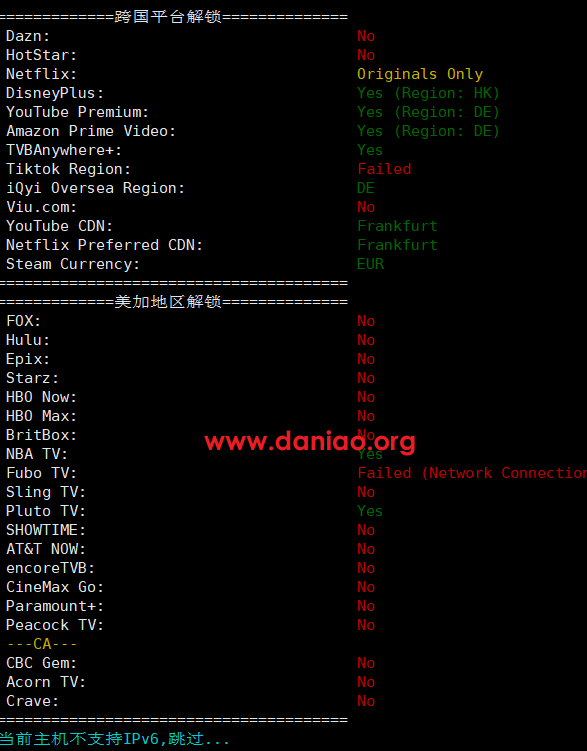 =============跨国平台解锁==============
Dazn: No
HotStar: No
Netflix: Originals Only
DisneyPlus: Yes (Region: HK)
YouTube Premium: Yes (Region: DE)
Amazon Prime Video: Yes (Region: DE)
TVBAnywhere+: Yes
Tiktok Region: Failed
iQyi Oversea Region: DE
Viu.com: No
YouTube CDN: Frankfurt
Netflix Preferred CDN: Frankfurt
Steam Currency: EUR
=======================================
=============美加地区解锁==============
FOX: No
Hulu: No
Epix: No
Starz: No
HBO Now: No
HBO Max: No
BritBox: No
www.daniao.org
NBA TV: Yes
Fubo TV: Failed (Network Connection
Sling TV: No
Pluto TV: Yes
SHOWTIME: No
AT&T NOW: No
encoreTVB: No
CineMax Go: No
Paramount+: No
Peacock TV: No
---CA---
CBC Gem: No
Acorn TV: No
Crave: No
=======================================
当前主机不支持IPv6,跳过...